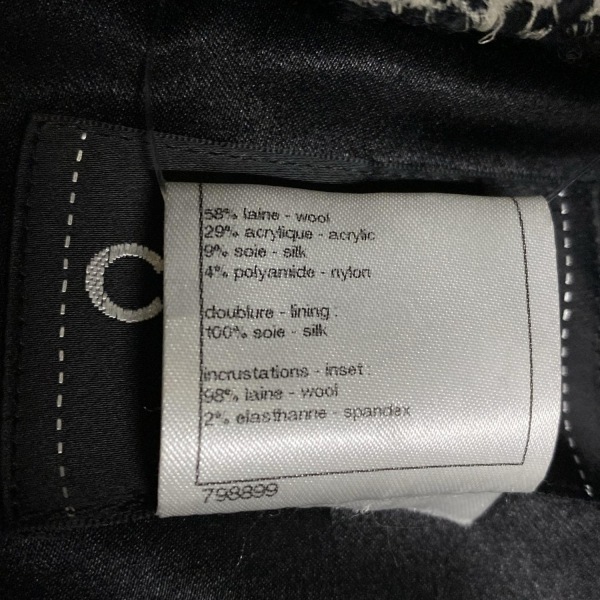 C
58% laine - wool
29% acrylique - acrylic
9% soie - silk
4% polyamide - nylon
doublure - lining :
100% soie - silk
incrustations - inset :
98% laine - wool
2% elasthanne - spandex
798899